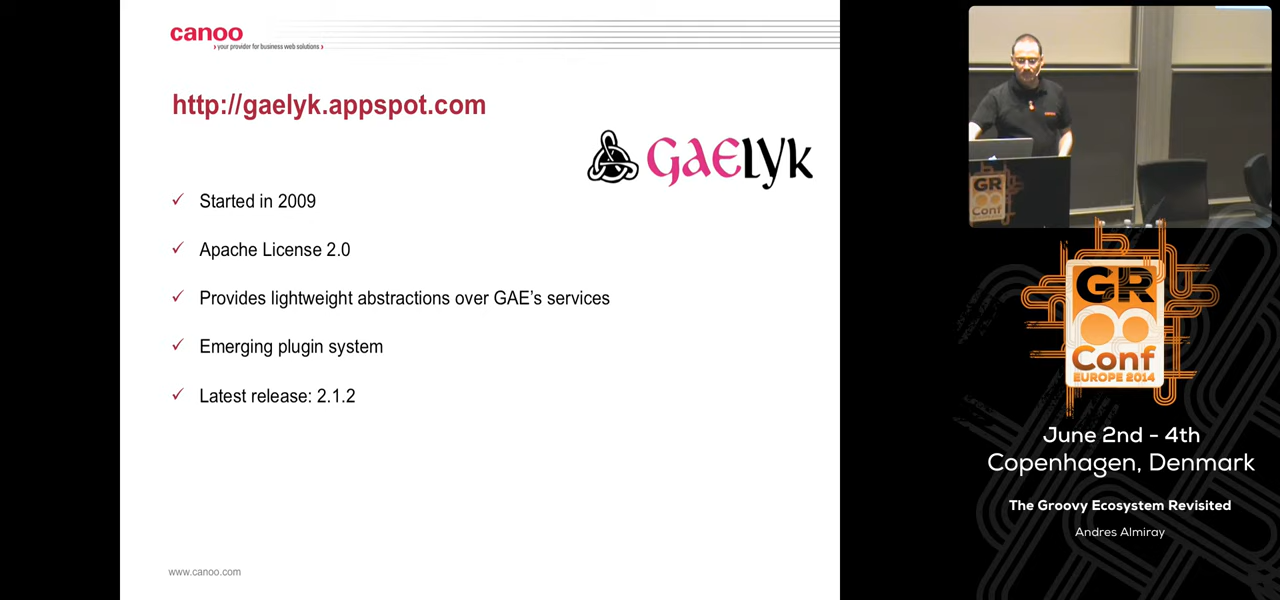 canoo
your provider for business web solutions
http://gaelyk.appspot.com
GAELYK
Started in 2009
Apache License 2.0
Provides lightweight abstractions over GAE's services
Emerging plugin system
Latest release: 2.1.2
www.canoo.com
GR
Conf
GR
Conf
EUROPE 2014
June 2nd - 4th
Copenhagen, Denmark
The Groovy Ecosystem Revisited
Andres Almiray